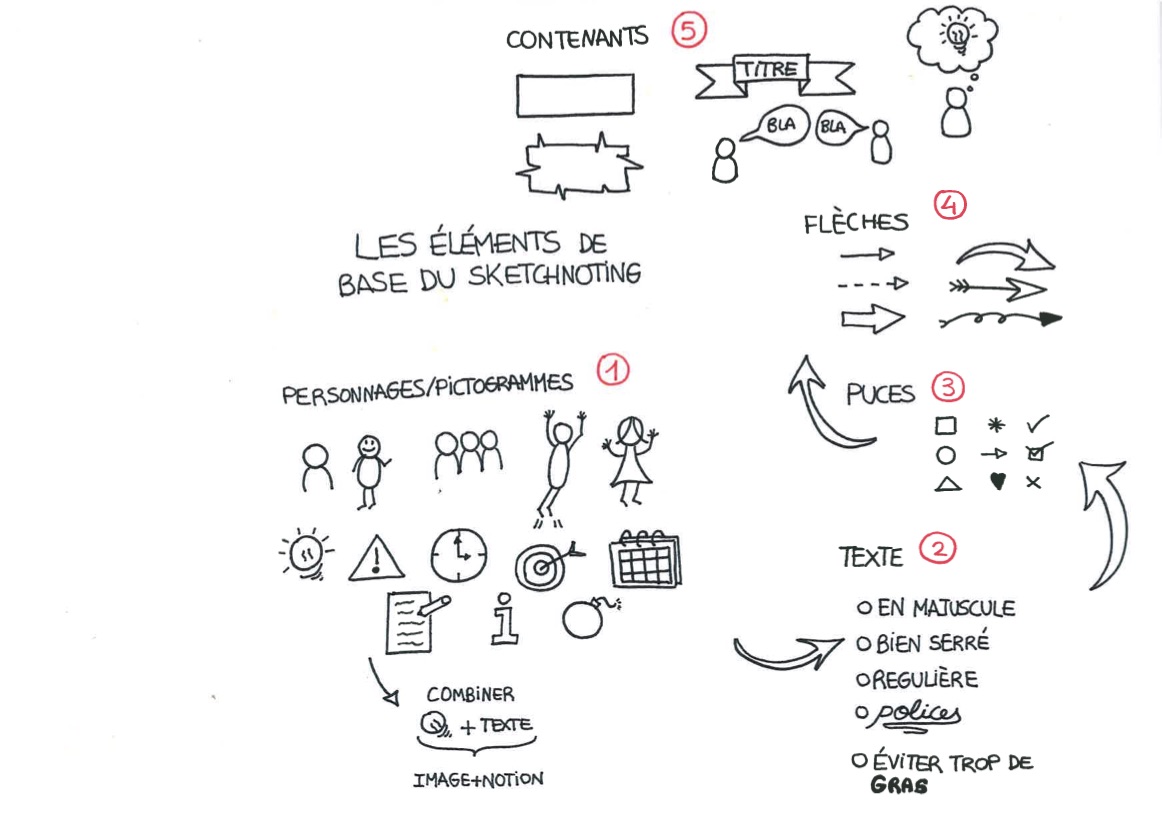 CONTENANTS 5
TITRE
BLA BLA
LES ÉLÉMENTS DE
BASE DU SKETCHNOTING
PERSONNAGES/PICTOGRAMMES 1
COMBINER
+ TEXTE
IMAGE+NOTION
TEXTE 2
EN MAJUSCULE
BIEN SERRÉ
REGULIÈRE
polices
ÉVITER TROP DE
GRAS
PUCES 3
FLÈCHES 4